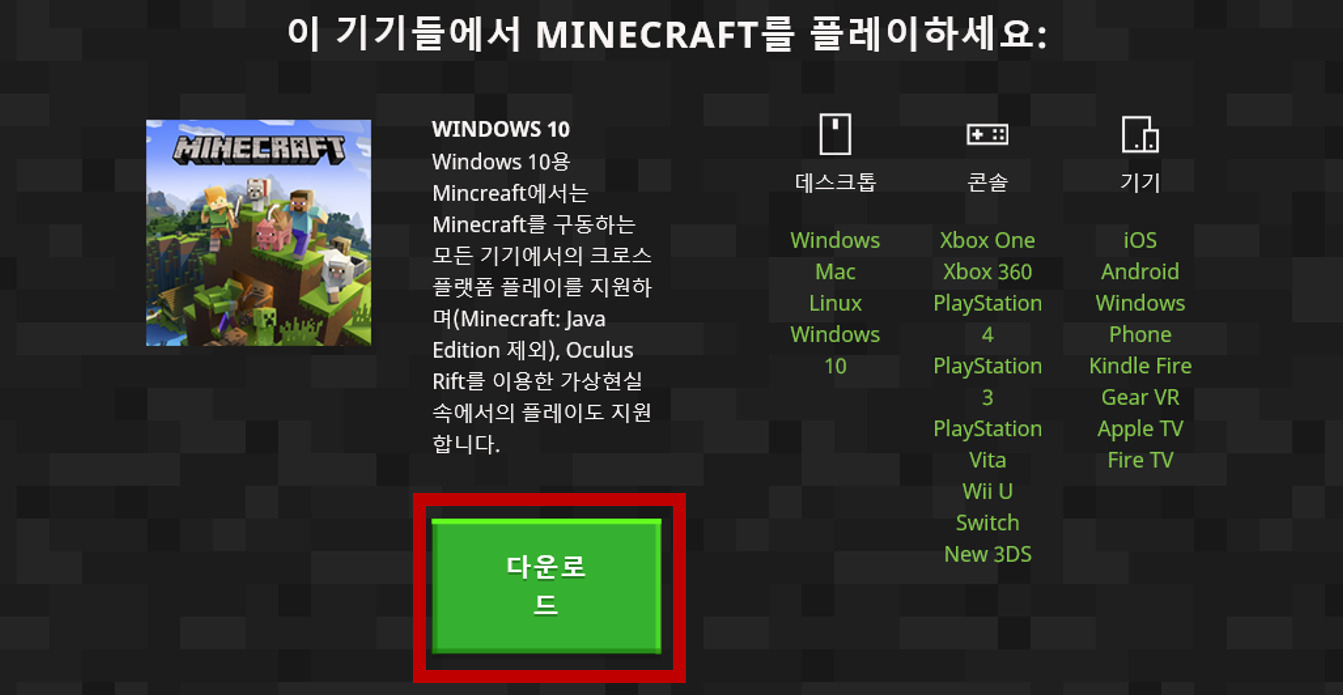 이 기기들에서 MINECRAFT를 플레이하세요:
MINECRAFT
WINDOWS 10
Windows 10용
Mincreaft에서는
Minecraft를 구동하는
모든 기기에서의 크로스
플랫폼 플레이를 지원하
며(Minecraft: Java
Edition 제외), Oculus
Rift를 이용한 가상현실
속에서의 플레이도 지원
합니다.
다운로
드
데스크톱
Windows
Mac
Linux
Windows
10
콘솔
Xbox One
Xbox 360
PlayStation
4
PlayStation
3
PlayStation
Vita
Wii U
Switch
New 3DS
기기
iOS
Android
Windows
Phone
Kindle Fire
Gear VR
Apple TV
Fire TV